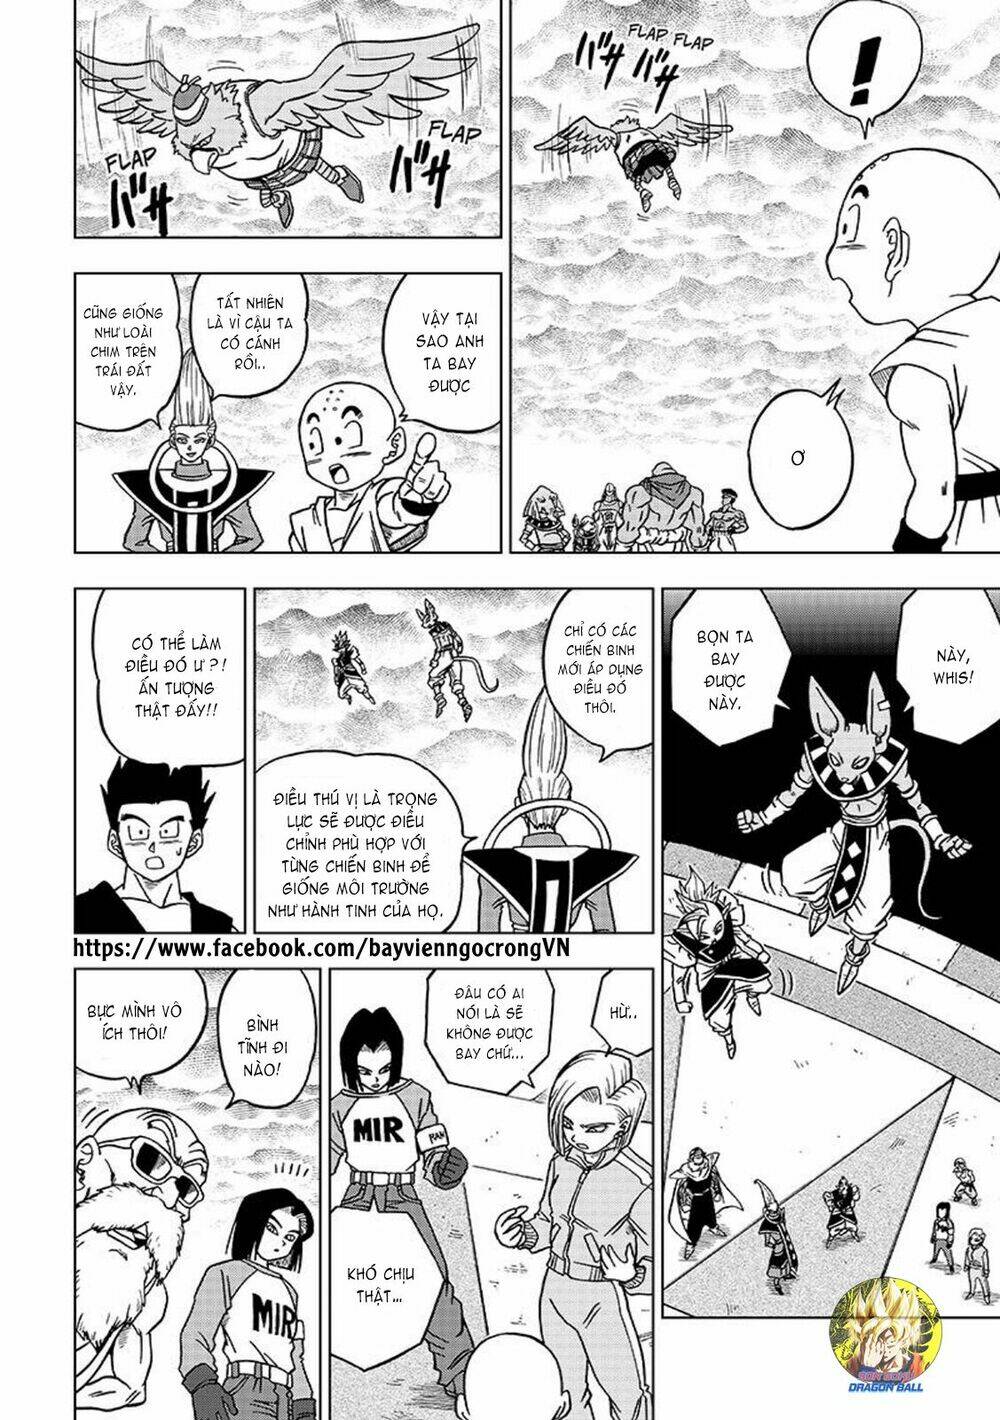 FLAP FLAP
バサ
バサ
!
Ơ
FLAP
バサ
FLAP
バサ
VẬY TẠI
SAO ANH
TA BAY
ĐƯỢC
TẤT NHIÊN
LÀ VÌ CẬU TA
CÓ CÁNH
RỒI..
CŨNG GIỐNG
NHƯ LOÀI
CHIM TRÊN
TRÁI ĐẤT
VẬY.
NÀY,
WHIS!
BỌN TA
BAY
ĐƯỢC
NÀY.
CHỈ CÓ CÁC
CHIẾN BINH
MỚI ÁP DỤNG
ĐIỀU ĐÓ
THÔI.
ĐIỀU THÚ VỊ LÀ TRỌNG
LỰC SẼ ĐƯỢC ĐIỀU
CHỈNH PHÙ HỢP VỚI
TỪNG CHIẾN BINH ĐỂ
GIỐNG MÔI TRƯỜNG
NHƯ HÀNH TINH CỦA HỌ.
CÓ THỂ LÀM
ĐIỀU ĐÓ Ư?!
ẤN TƯỢNG
THẬT ĐẤY!!
https://www.facebook.com/bayvienngocrongVN
HỪ..
ĐÂU CÓ AI
NÓI LÀ SẼ
KHÔNG ĐƯỢC
BAY CHỨ...
MIR
RAN
KHÓ CHỊU
THẬT...
BÌNH
TĨNH ĐI
NÀO!
BỰC MÌNH VÔ
ÍCH THÔI!
MIR
SON GOKU
DRAGON BALL